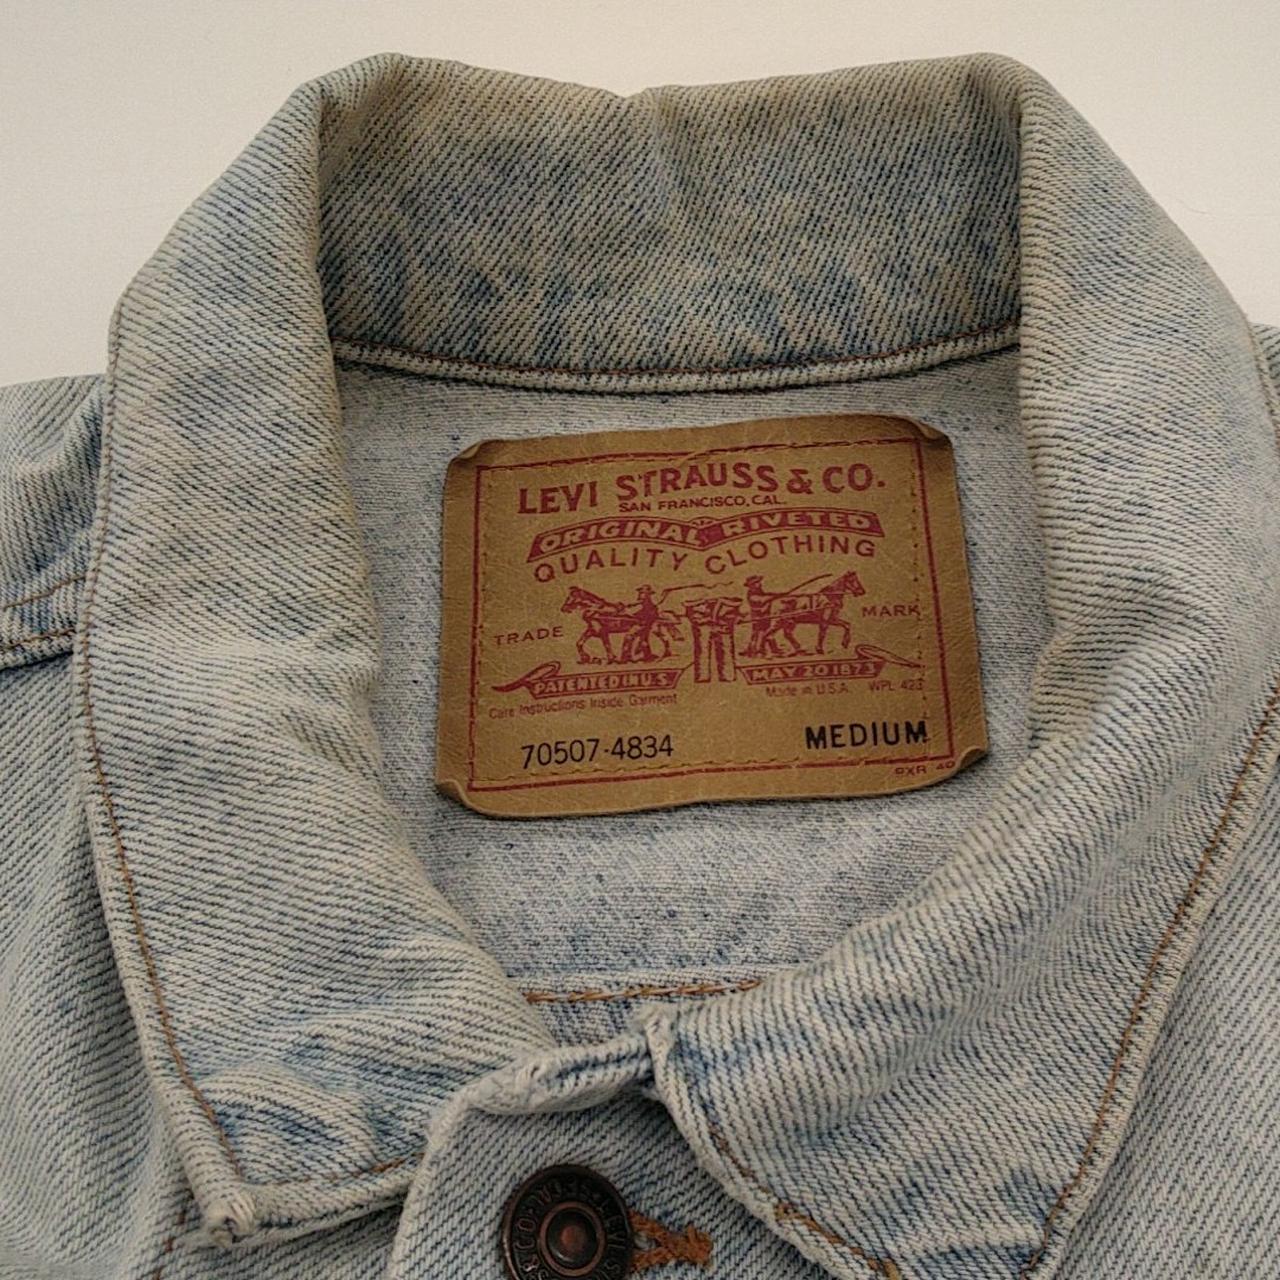 LEVI STRAUSS & CO.
SAN FRANCISCO, CAL.
ORIGINAL RIVETED
QUALITY CLOTHING
TRADE MARK
PATENTED IN U.S. MAY 20 1873
Care Instructions Inside Garment Made in U.S.A. WPL 423
70507-4834 MEDIUM